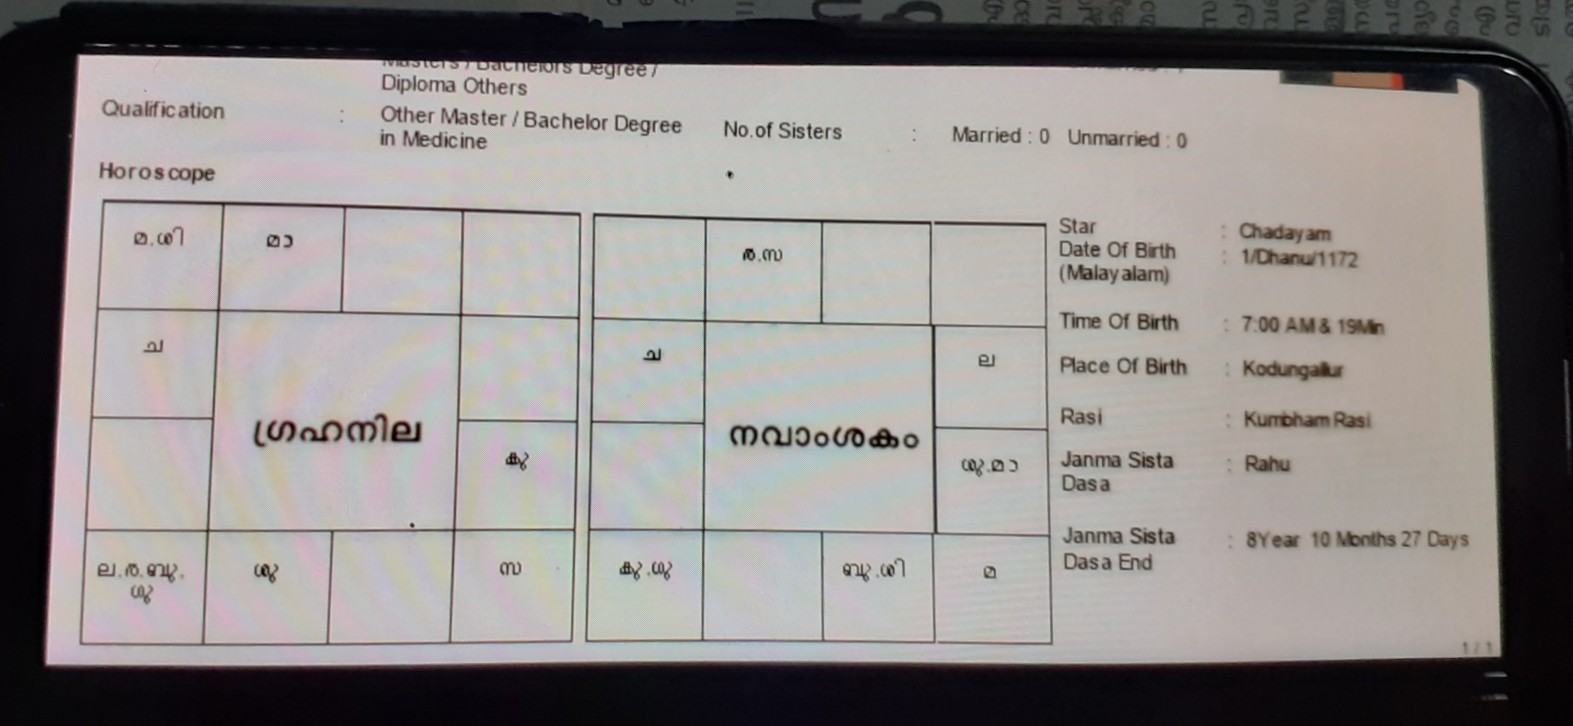 Diploma Others
Qualification : Other Master / Bachelor Degree in Medicine
No.of Sisters : Married : 0 Unmarried : 0
Horoscope
മ.ശി മാ
ച
ഗ്രഹനില
കു
ല.ര.ബു.
ഗു
ശു
സ
ര.സ
ച
ല
നവാംശകം
ശു.മാ
കു.ഗു
ബു.ശി
മ
Star : Chadayam
Date Of Birth : 1/Dhanu/1172
(Malayalam)
Time Of Birth : 7:00 AM & 19Min
Place Of Birth : Kodungallur
Rasi : Kumbham Rasi
Janma Sista : Rahu
Dasa
Janma Sista : 8Year 10 Months 27 Days
Dasa End
1 / 1